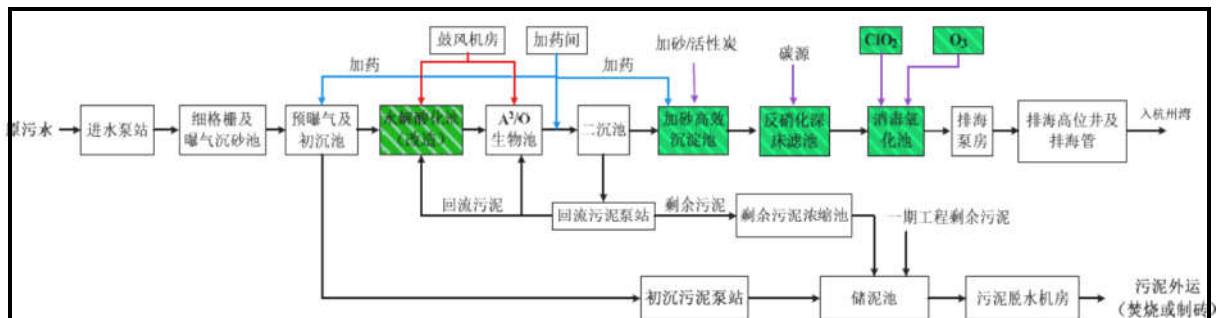 鼓风机房
加药间
加砂/活性炭
碳源
ClO₂
O₃
加药
加药
原污水
进水泵站
细格栅及
曝气沉砂池
预曝气及
初沉池
水解酸化池
（改造）
A²/O
生物池
二沉池
加砂高效
沉淀池
反硝化深
床滤池
消毒氧
化池
排海
泵房
排海高位井及
排海管
入杭州湾
回流污泥
回流污泥泵站
剩余污泥
剩余污泥浓缩池
一期工程剩余污泥
初沉污泥泵站
储泥池
污泥脱水机房
污泥外运
（焚烧或制砖）